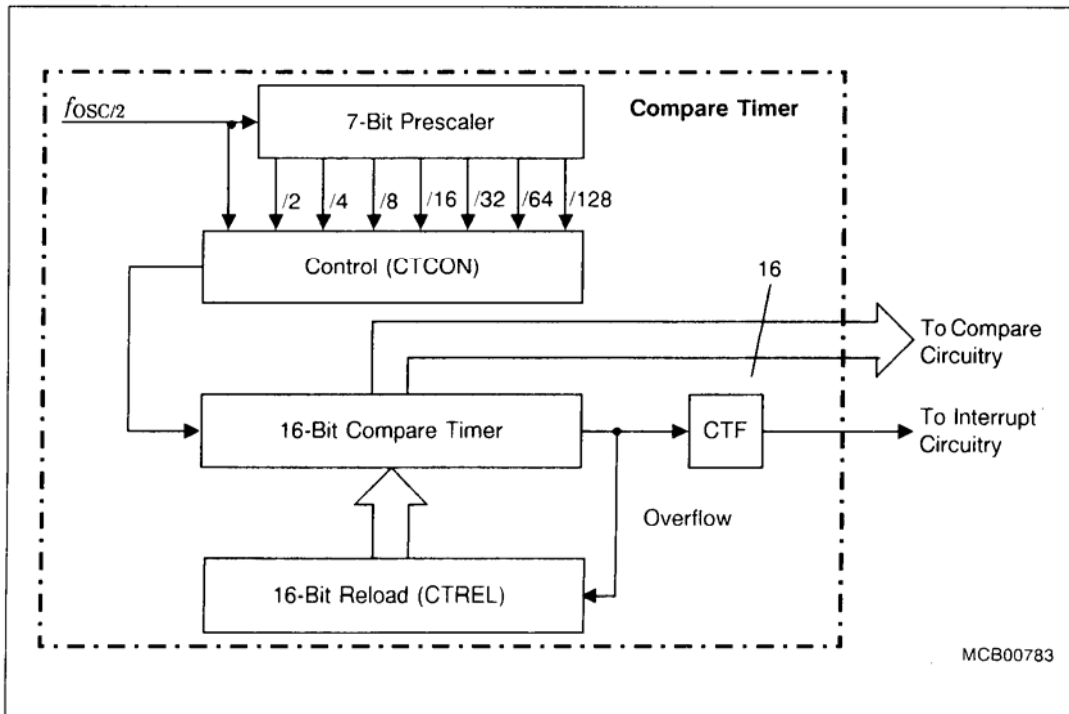 fOSC/2
Compare Timer
7-Bit Prescaler
/2 /4 /8 /16 /32 /64 /128
Control (CTCON)
16
To Compare
Circuitry
16-Bit Compare Timer
CTF
To Interrupt
Circuitry
Overflow
16-Bit Reload (CTREL)
MCB00783